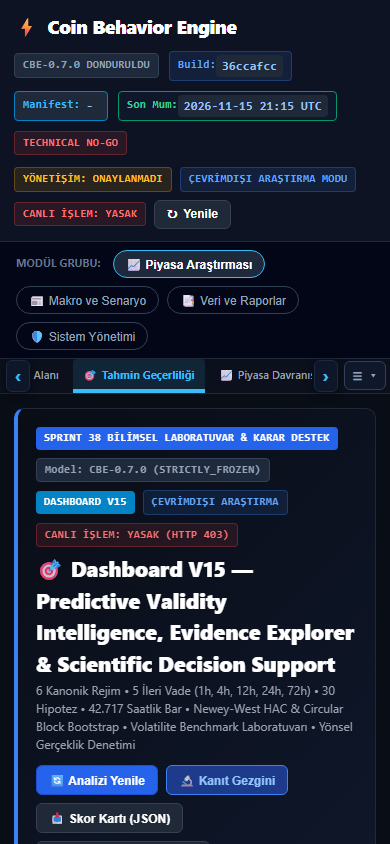 Coin Behavior Engine
CBE-0.7.0 DONDURULDU Build: 36ccafcc
Manifest: - Son Mum: 2026-11-15 21:15 UTC
TECHNICAL NO-GO
YÖNETİŞİM: ONAYLANMADI ÇEVRİMDIŞI ARAŞTIRMA MODU
CANLI İŞLEM: YASAK ↻ Yenile
MODÜL GRUBU: Piyasa Araştırması
Makro ve Senaryo Veri ve Raporlar
Sistem Yönetimi
‹ Alanı Tahmin Geçerliliği Piyasa Davranış › ☰ ▾
SPRINT 38 BİLİMSEL LABORATUVAR & KARAR DESTEK
Model: CBE-0.7.0 (STRICTLY_FROZEN)
DASHBOARD V15 ÇEVRİMDIŞI ARAŞTIRMA
CANLI İŞLEM: YASAK (HTTP 403)
Dashboard V15 —
Predictive Validity
Intelligence, Evidence Explorer
& Scientific Decision Support
6 Kanonik Rejim • 5 İleri Vade (1h, 4h, 12h, 24h, 72h) • 30
Hipotez • 42.717 Saatlik Bar • Newey-West HAC & Circular
Block Bootstrap • Volatilite Benchmark Laboratuvarı • Yönsel
Gerçeklik Denetimi
Analizi Yenile Kanıt Gezgini
Skor Kartı (JSON)